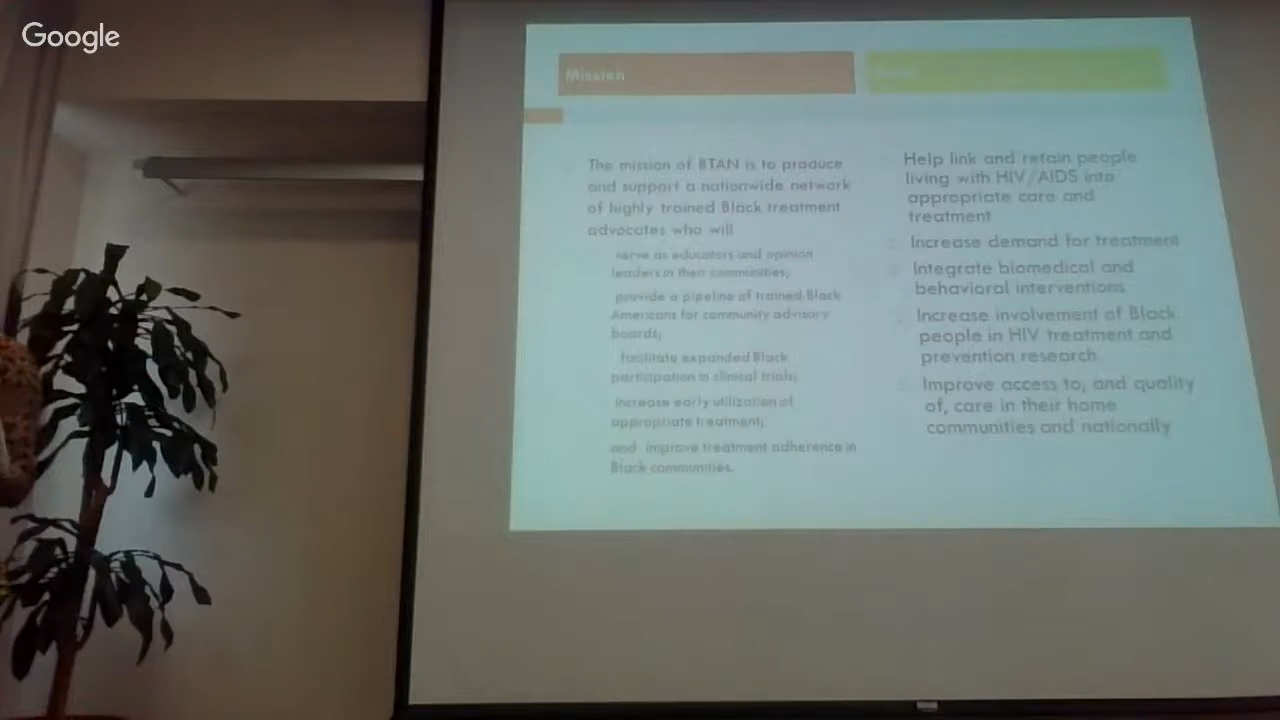 Google
Mission
The mission of BTAN is to produce
and support a nationwide network
of highly trained Black treatment
advocates who will
serve as educators and opinion
leaders in their communities;
provide a pipeline of trained Black
Americans for community advisory
boards;
facilitate expanded Black
participation in clinical trials;
increase early utilization of
appropriate treatment;
and improve treatment adherence in
Black communities.
Help link and retain people
living with HIV/AIDS into
appropriate care and
treatment
Increase demand for treatment
Integrate biomedical and
behavioral interventions
Increase involvement of Black
people in HIV treatment and
prevention research
Improve access to, and quality
of, care in their home
communities and nationally